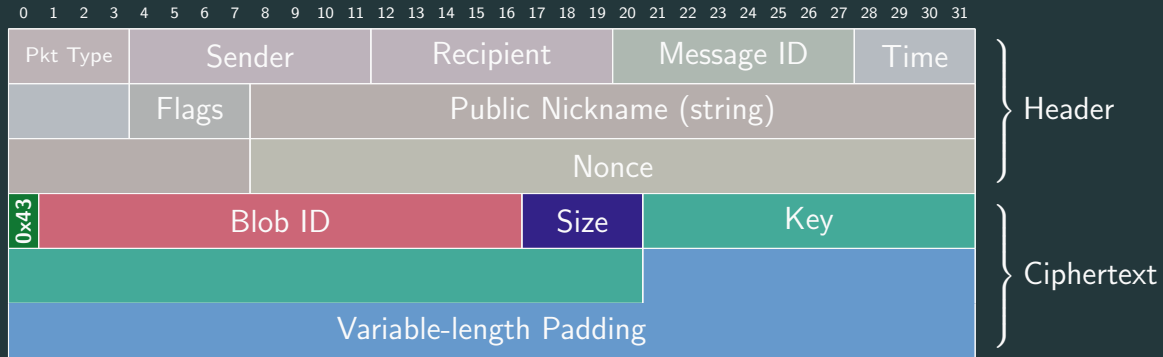 0 1 2 3 4 5 6 7 8 9 10 11 12 13 14 15 16 17 18 19 20 21 22 23 24 25 26 27 28 29 30 31
Pkt Type Sender Recipient Message ID Time
Flags Public Nickname (string)
Header
Nonce
0x43 Blob ID Size Key
Ciphertext
Variable-length Padding